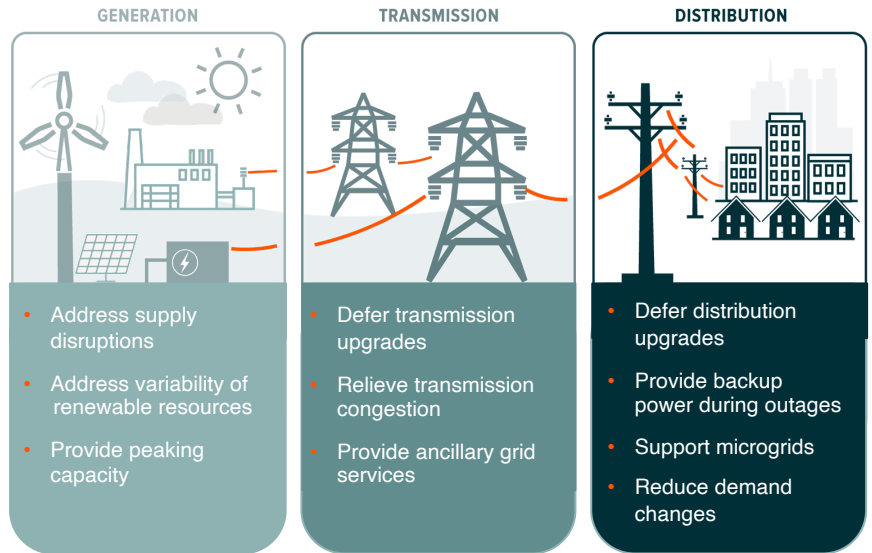 GENERATION
• Address supply
disruptions
• Address variability of
renewable resources
• Provide peaking
capacity
TRANSMISSION
• Defer transmission
upgrades
• Relieve transmission
congestion
• Provide ancillary grid
services
DISTRIBUTION
• Defer distribution
upgrades
• Provide backup
power during outages
• Support microgrids
• Reduce demand
changes